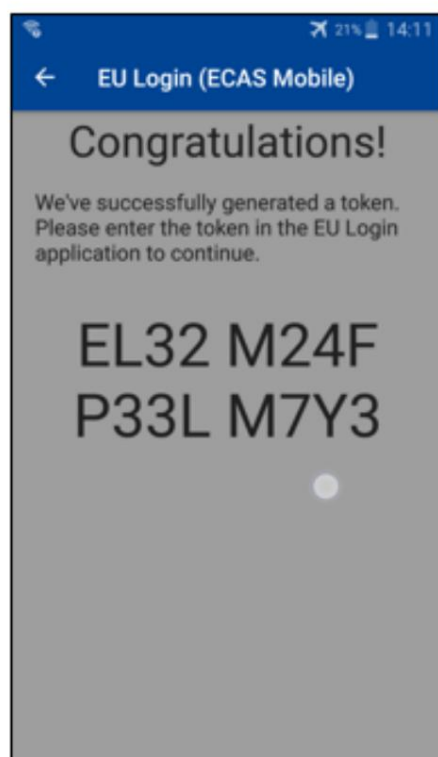 21% 14:11
EU Login (ECAS Mobile)
Congratulations!
We've successfully generated a token.
Please enter the token in the EU Login
application to continue.
EL32 M24F
P33L M7Y3